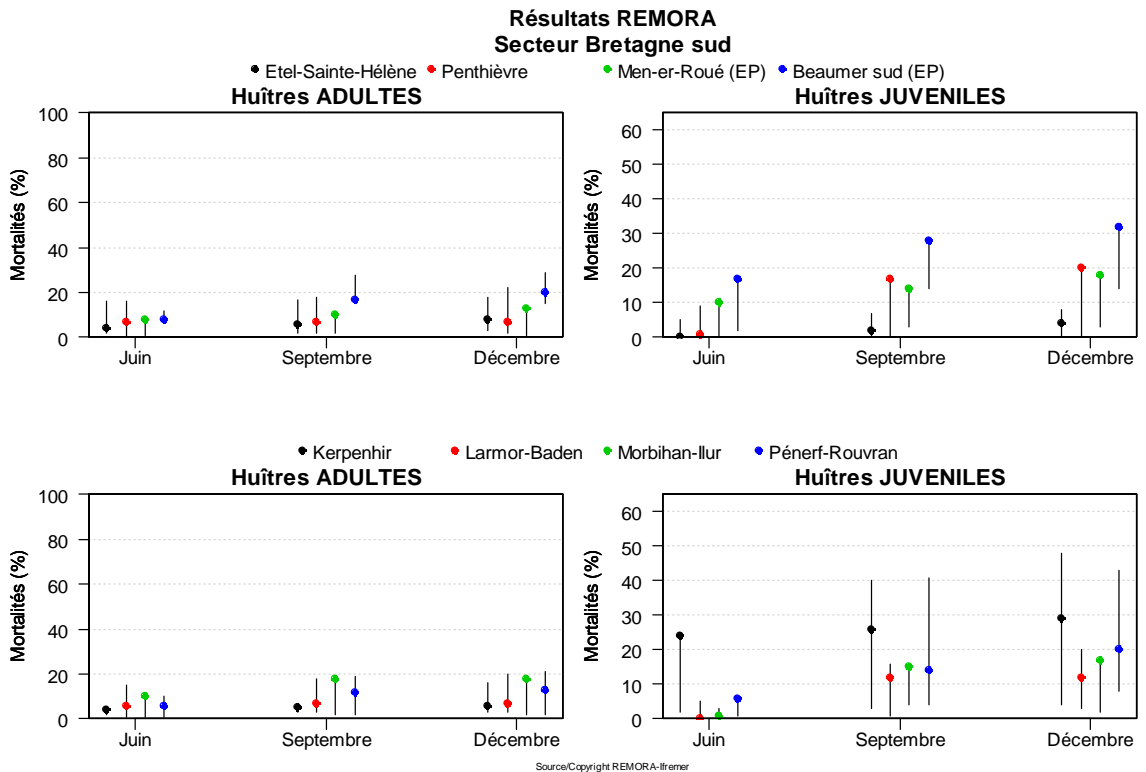 Résultats REMORA
Secteur Bretagne sud
Etel-Sainte-Hélène Penthièvre Men-er-Roué (EP) Beaumer sud (EP)
Huîtres ADULTES Huîtres JUVENILES
Mortalités (%)
100
80
60
40
20
0
Juin Septembre Décembre
Mortalités (%)
60
50
40
30
20
10
0
Juin Septembre Décembre
Kerpenhir Larmor-Baden Morbihan-Ilur Pénerf-Rouvran
Huîtres ADULTES Huîtres JUVENILES
Mortalités (%)
100
80
60
40
20
0
Juin Septembre Décembre
Mortalités (%)
60
50
40
30
20
10
0
Juin Septembre Décembre
Source/Copyright REMORA-Ifremer